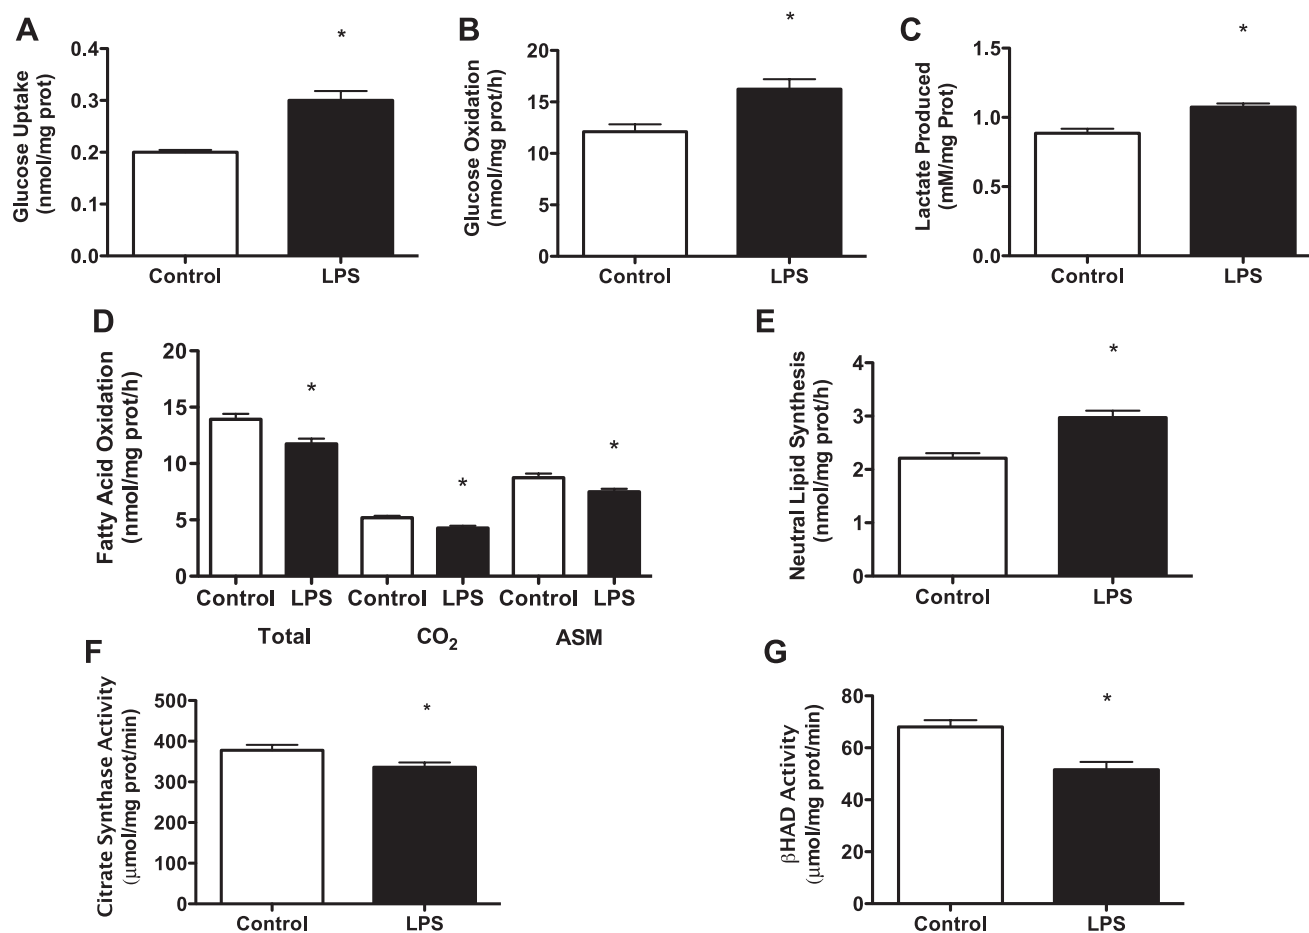 A
Glucose Uptake
(nmol/mg prot)
0.4
0.3
0.2
0.1
0.0
*
Control
LPS
B
Glucose Oxidation
(nmol/mg prot/h)
20
15
10
5
0
*
Control
LPS
C
Lactate Produced
(mM/mg Prot)
1.5
1.0
0.5
0.0
*
Control
LPS
D
Fatty Acid Oxidation
(nmol/mg prot/h)
20
15
10
5
0
*
*
*
Control LPS Control LPS Control LPS
Total CO₂ ASM
E
Neutral Lipid Synthesis
(nmol/mg prot/h)
4
3
2
1
0
*
Control
LPS
F
Citrate Synthase Activity
(μmol/mg prot/min)
500
400
300
200
100
0
*
Control
LPS
G
βHAD Activity
(μmol/mg prot/min)
80
60
40
20
0
*
Control
LPS